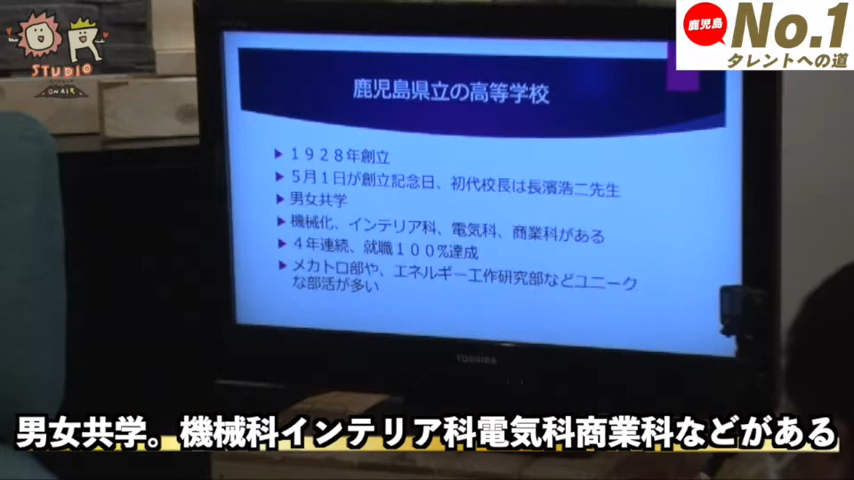 OR
STUDIO
ON AIR
鹿児島
No.1
タレントへの道
鹿児島県立の高等学校
▶ 1928年創立
▶ 5月1日が創立記念日、初代校長は長濱浩二先生
▶ 男女共学
▶ 機械化、インテリア科、電気科、商業科がある
▶ 4年連続、就職100%達成
▶ メカトロ部や、エネルギー工作研究部などユニーク
な部活が多い
TOSHIBA
男女共学。機械科インテリア科電気科商業科などがある